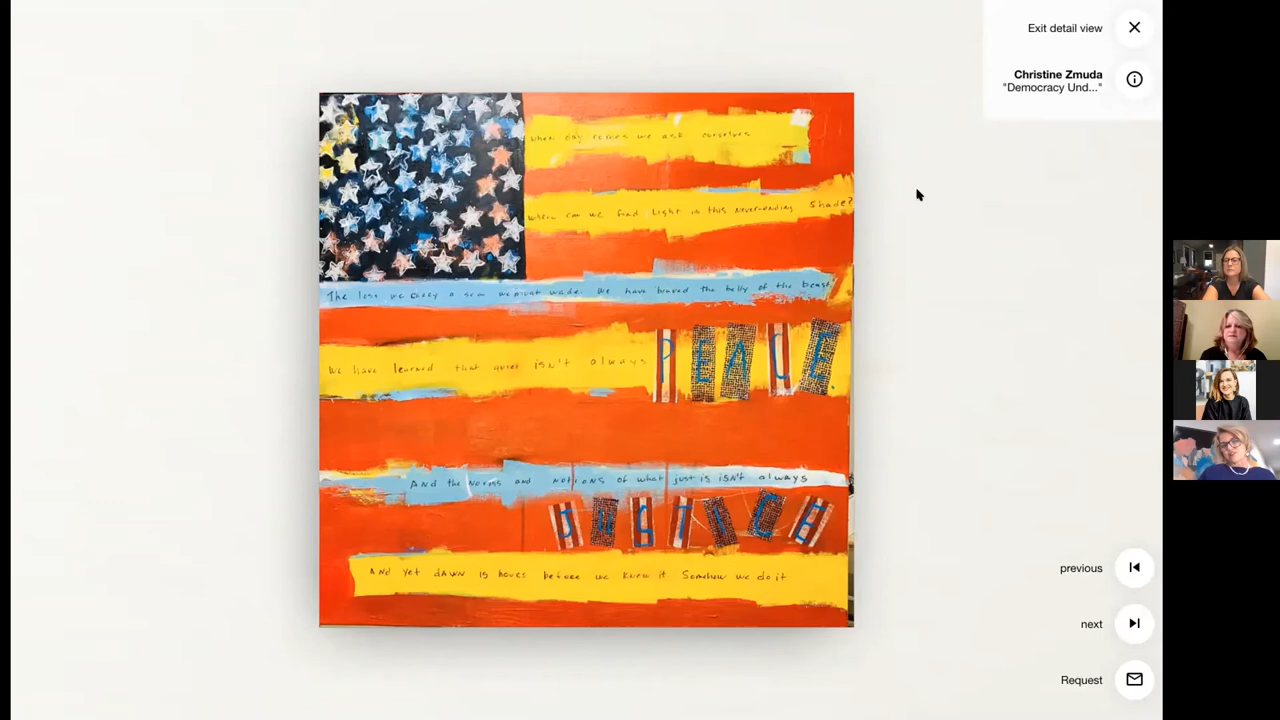 Exit detail view
Christine Zmuda
"Democracy Und..."
When day comes we ask ourselves
where can we find light in this never-ending shade?
The loss we carry a sea we must wade. We have braved the belly of the beast
We have learned that quiet isn't always PEACE
And the norms and notions of what just is isn't always
JUSTICE
And yet dawn is hours before we knew it. Somehow we do it
previous
next
Request